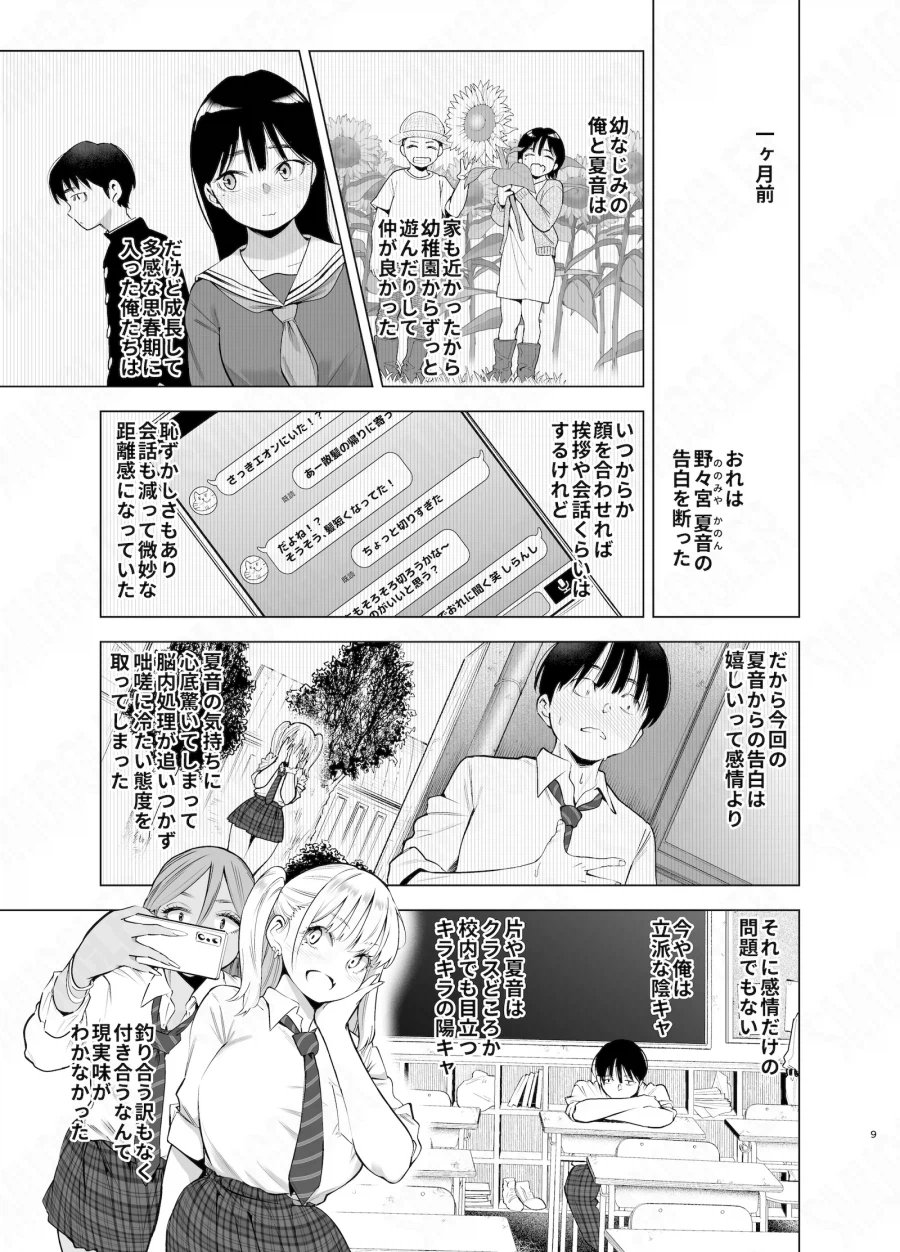 一ヶ月前
おれは
野々宮 夏音の
ののみや かのん
告白を断った
幼なじみの
俺と夏音は
家も近かったから
幼稚園からずっと
遊んだりして
仲が良かった
だけど成長して
多感な思春期に
入った俺たちは
いつからか
顔を合わせれば
挨拶や会話くらいは
するけれど
さっきエオンにいた！？
あー散髪の帰りに寄っ
既読
だよね！？
そうそう、髪短くなってた！
ちょっと切りすぎた
既読
もそろそろ切ろうかな〜
のがいいと思う？
でおれに聞く笑 しらんし
恥ずかしさもあり
会話も減って微妙な
距離感になっていた
だから今回の
夏音からの告白は
嬉しいって感情より
夏音の気持ちに
心底驚いてしまって
脳内処理が追いつかず
咄嗟に冷たい態度を
取ってしまった
それに感情だけの
問題でもない
今や俺は
立派な陰キャ
片や夏音は
クラスどころか
校内でも目立つ
キラキラの陽キャ
釣り合う訳もなく
付き合うなんて
現実味が
わかなかった
9